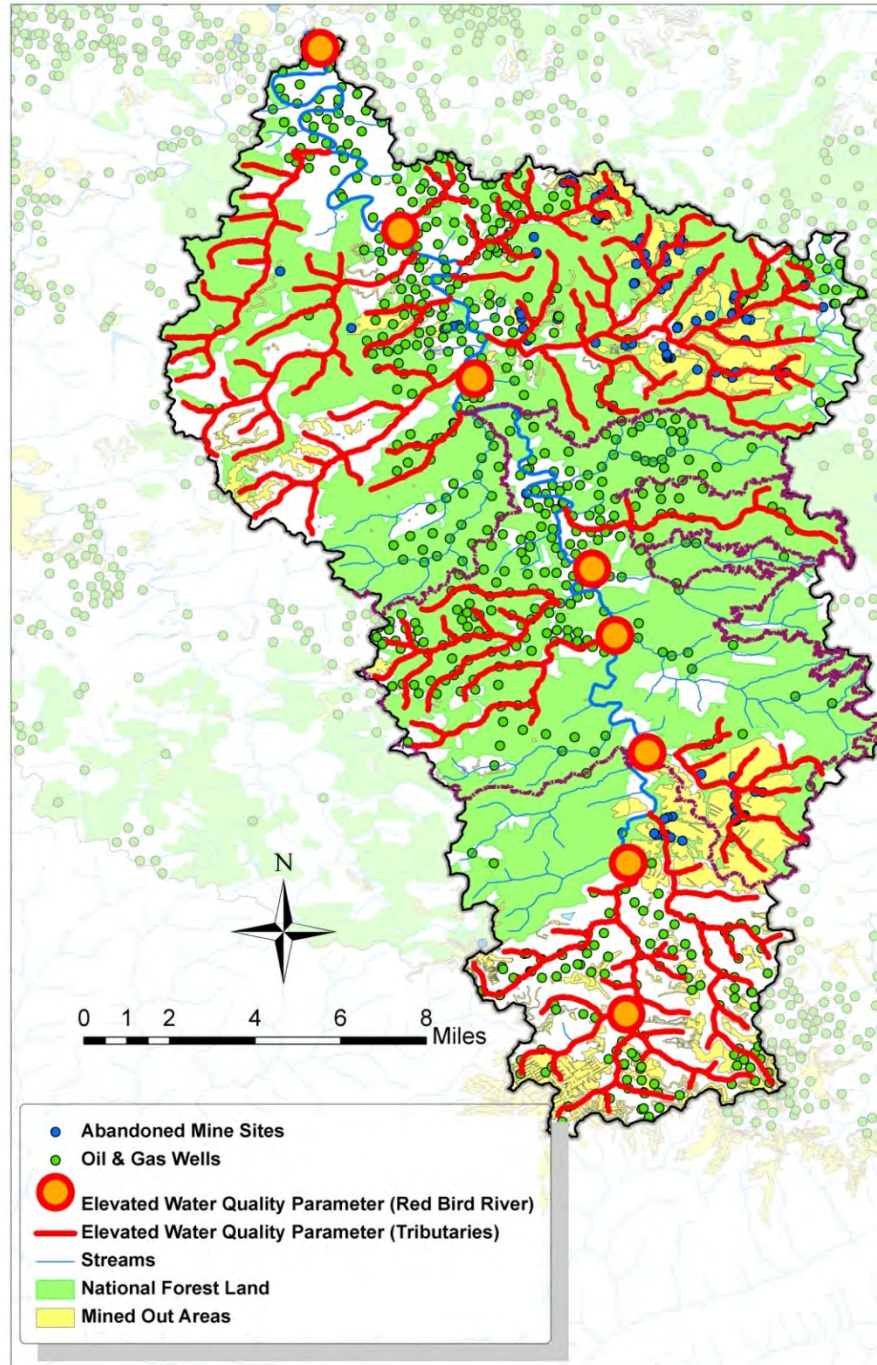 N
0 1 2 4 6 8
Miles
Abandoned Mine Sites
Oil & Gas Wells
Elevated Water Quality Parameter (Red Bird River)
Elevated Water Quality Parameter (Tributaries)
Streams
National Forest Land
Mined Out Areas